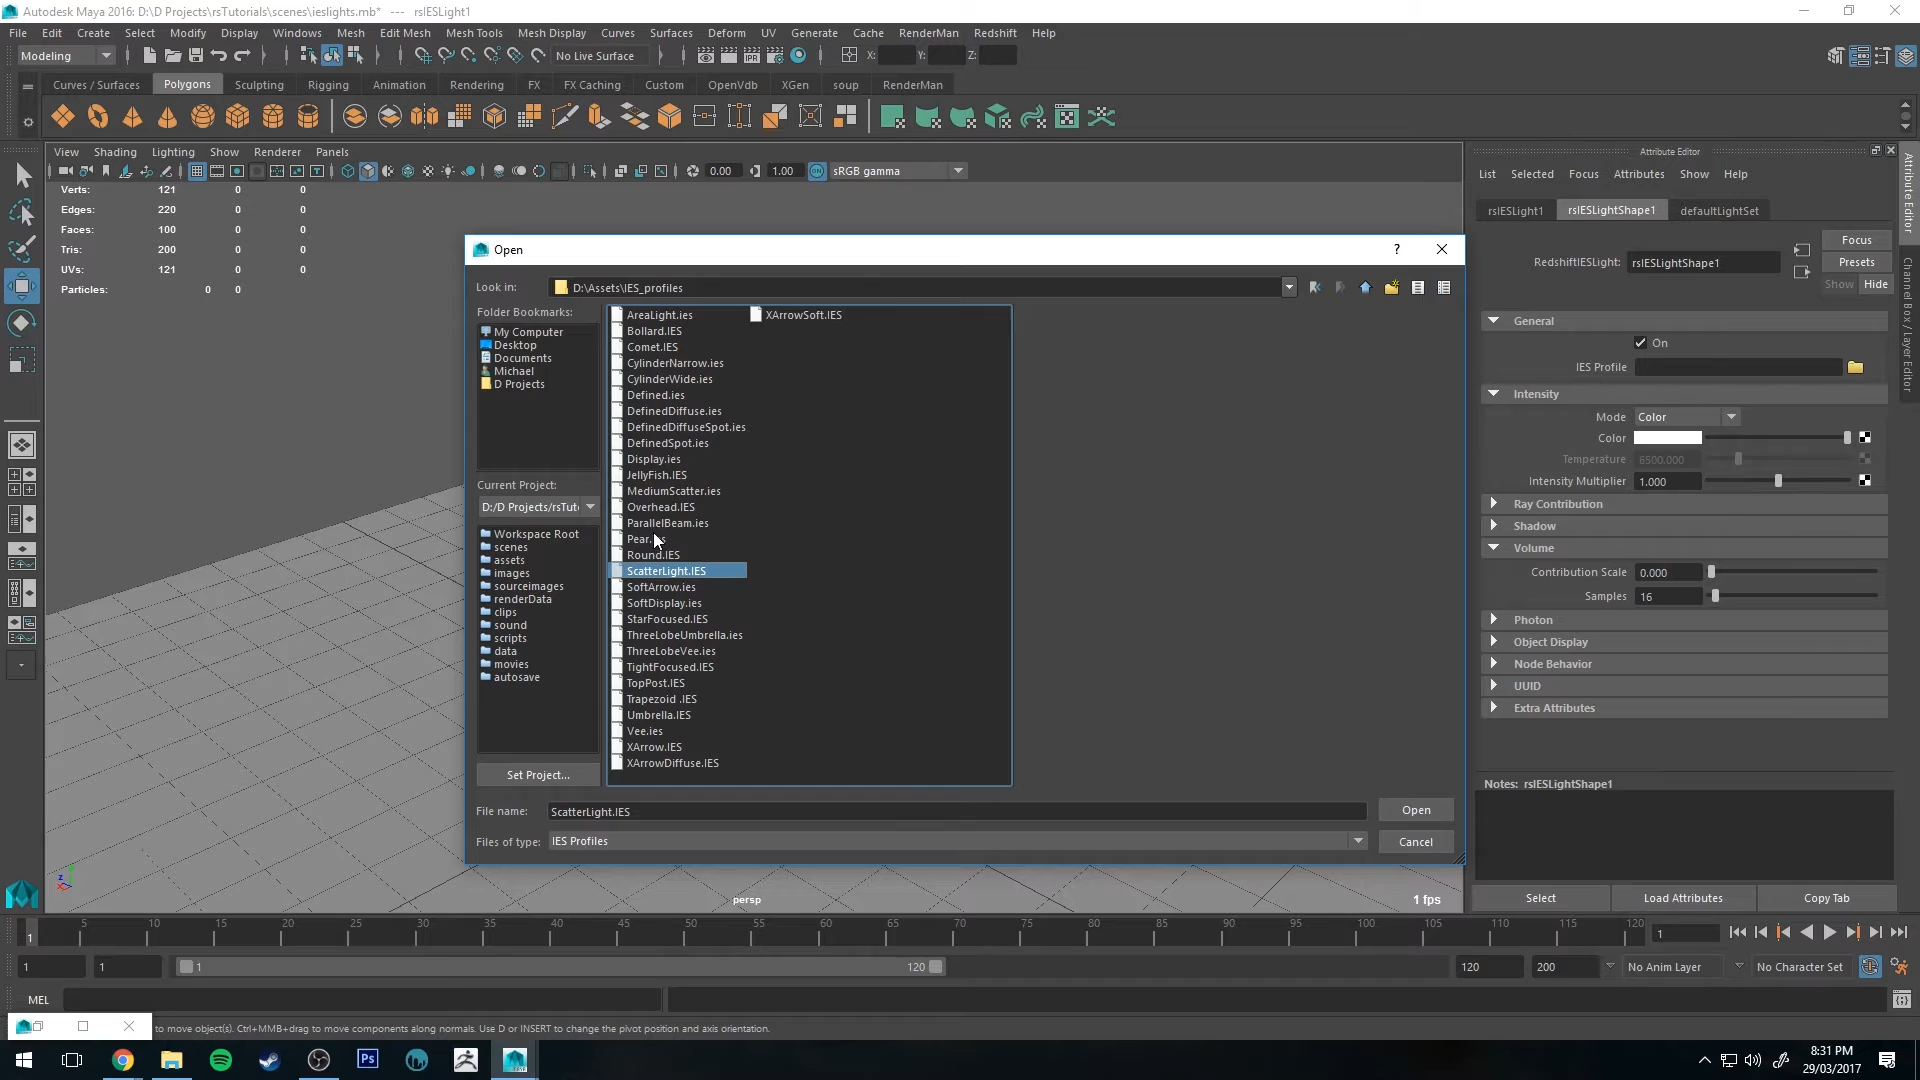 Autodesk Maya 2016: D:\D Projects\rsTutorials\scenes\ieslights.mb* --- rsIESLight1
File Edit Create Select Modify Display Windows Mesh Edit Mesh Mesh Tools Mesh Display Curves Surfaces Deform UV Generate Cache RenderMan Redshift Help
Modeling No Live Surface X: Y: Z:
Curves / Surfaces Polygons Sculpting Rigging Animation Rendering FX FX Caching Custom OpenVdb XGen soup RenderMan
View Shading Lighting Show Renderer Panels
0.00 1.00 sRGB gamma
Verts: 121 0 0
Edges: 220 0 0
Faces: 100 0 0
Tris: 200 0 0
UVs: 121 0 0
Particles: 0 0
persp
1 fps
Open
?
Look in: D:\Assets\IES_profiles
Folder Bookmarks:
My Computer
Desktop
Documents
Michael
D Projects
Current Project:
D:/D Projects/rsTut
Workspace Root
scenes
assets
images
sourceimages
renderData
clips
sound
scripts
data
movies
autosave
Set Project...
AreaLight.ies
Bollard.IES
Comet.IES
CylinderNarrow.ies
CylinderWide.ies
Defined.ies
DefinedDiffuse.ies
DefinedDiffuseSpot.ies
DefinedSpot.ies
Display.ies
JellyFish.IES
MediumScatter.ies
Overhead.IES
ParallelBeam.ies
Round.IES
ScatterLight.IES
SoftArrow.ies
SoftDisplay.ies
StarFocused.IES
ThreeLobeUmbrella.ies
ThreeLobeVee.ies
TightFocused.IES
TopPost.IES
Trapezoid .IES
Umbrella.IES
Vee.ies
XArrow.IES
XArrowDiffuse.IES
XArrowSoft.IES
File name: ScatterLight.IES Open
Files of type: IES Profiles Cancel
Attribute Editor
List Selected Focus Attributes Show Help
rsIESLight1 rsIESLightShape1 defaultLightSet
Focus
RedshiftIESLight: rsIESLightShape1 Presets
Show Hide
General
On
IES Profile
Intensity
Mode Color
Color
Temperature 6500.000
Intensity Multiplier 1.000
Ray Contribution
Shadow
Volume
Contribution Scale 0.000
Samples 16
Photon
Object Display
Node Behavior
UUID
Extra Attributes
Notes: rsIESLightShape1
Select Load Attributes Copy Tab
Attribute Editor
Channel Box / Layer Editor
1 5 10 15 20 25 30 35 40 45 50 55 60 65 70 75 80 85 90 95 100 105 110 115 120 1
1 1 1 120 120 200 No Anim Layer No Character Set
MEL
to move object(s). Ctrl+MMB+drag to move components along normals. Use D or INSERT to change the pivot position and axis orientation.
Ps
8:31 PM
29/03/2017